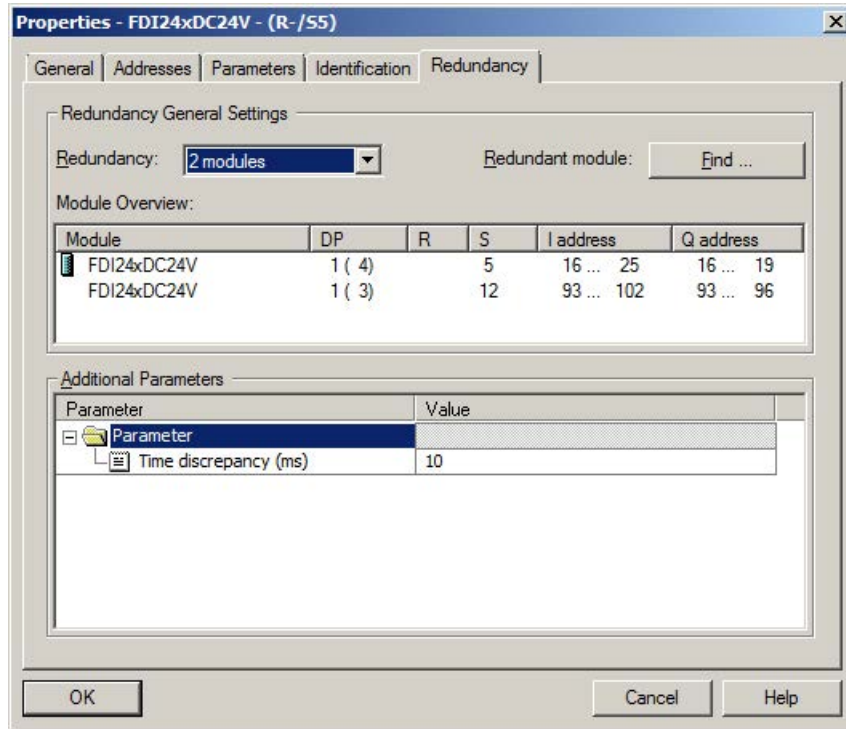 Properties - FDI24xDC24V - (R-/S5)
General Addresses Parameters Identification Redundancy
Redundancy General Settings
Redundancy: 2 modules Redundant module: Find ...
Module Overview:
Module DP R S I address Q address
FDI24xDC24V 1 ( 4) 5 16 ... 25 16 ... 19
FDI24xDC24V 1 ( 3) 12 93 ... 102 93 ... 96
Additional Parameters
Parameter Value
Parameter
Time discrepancy (ms) 10
OK Cancel Help